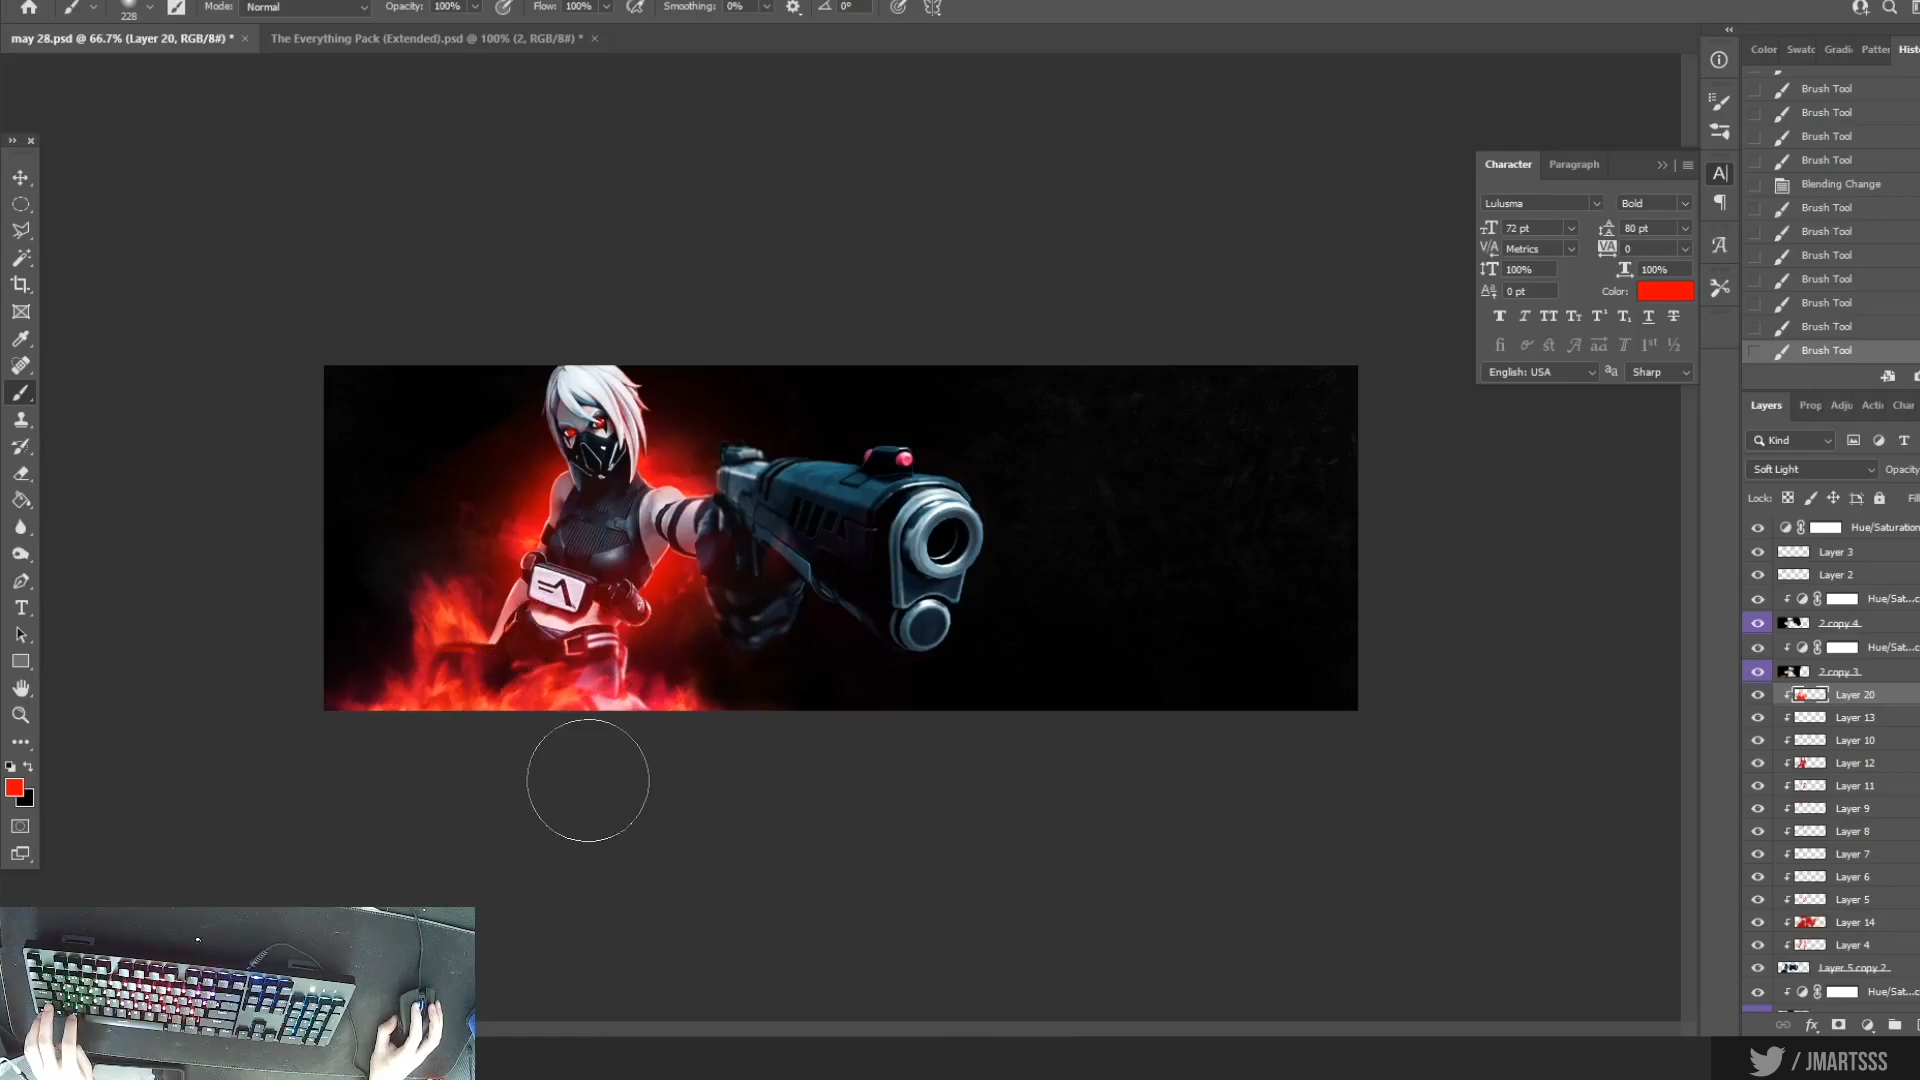 228
Mode: Normal
Opacity: 100%
Flow: 100%
Smoothing: 0%
0°
may 28.psd @ 66.7% (Layer 20, RGB/8#) *
The Everything Pack (Extended).psd @ 100% (2, RGB/8#) *
Color
Swatc
Gradi
Patter
Hist
Brush Tool
Brush Tool
Brush Tool
Brush Tool
Blending Change
Brush Tool
Brush Tool
Brush Tool
Brush Tool
Brush Tool
Brush Tool
Brush Tool
Character
Paragraph
Lulusma
Bold
72 pt
80 pt
Metrics
0
100%
100%
0 pt
Color:
English: USA
Sharp
Layers
Prop
Adju
Acti
Char
Kind
Soft Light
Opacity
Lock:
Fil
Hue/Saturation
Layer 3
Layer 2
Hue/Sat...c
2 copy 4
Hue/Sat...c
2 copy 3
Layer 20
Layer 13
Layer 10
Layer 12
Layer 11
Layer 9
Layer 8
Layer 7
Layer 6
Layer 5
Layer 14
Layer 4
Layer 5 copy 2
Hue/Sat...c
fx
/ JMARTSSS